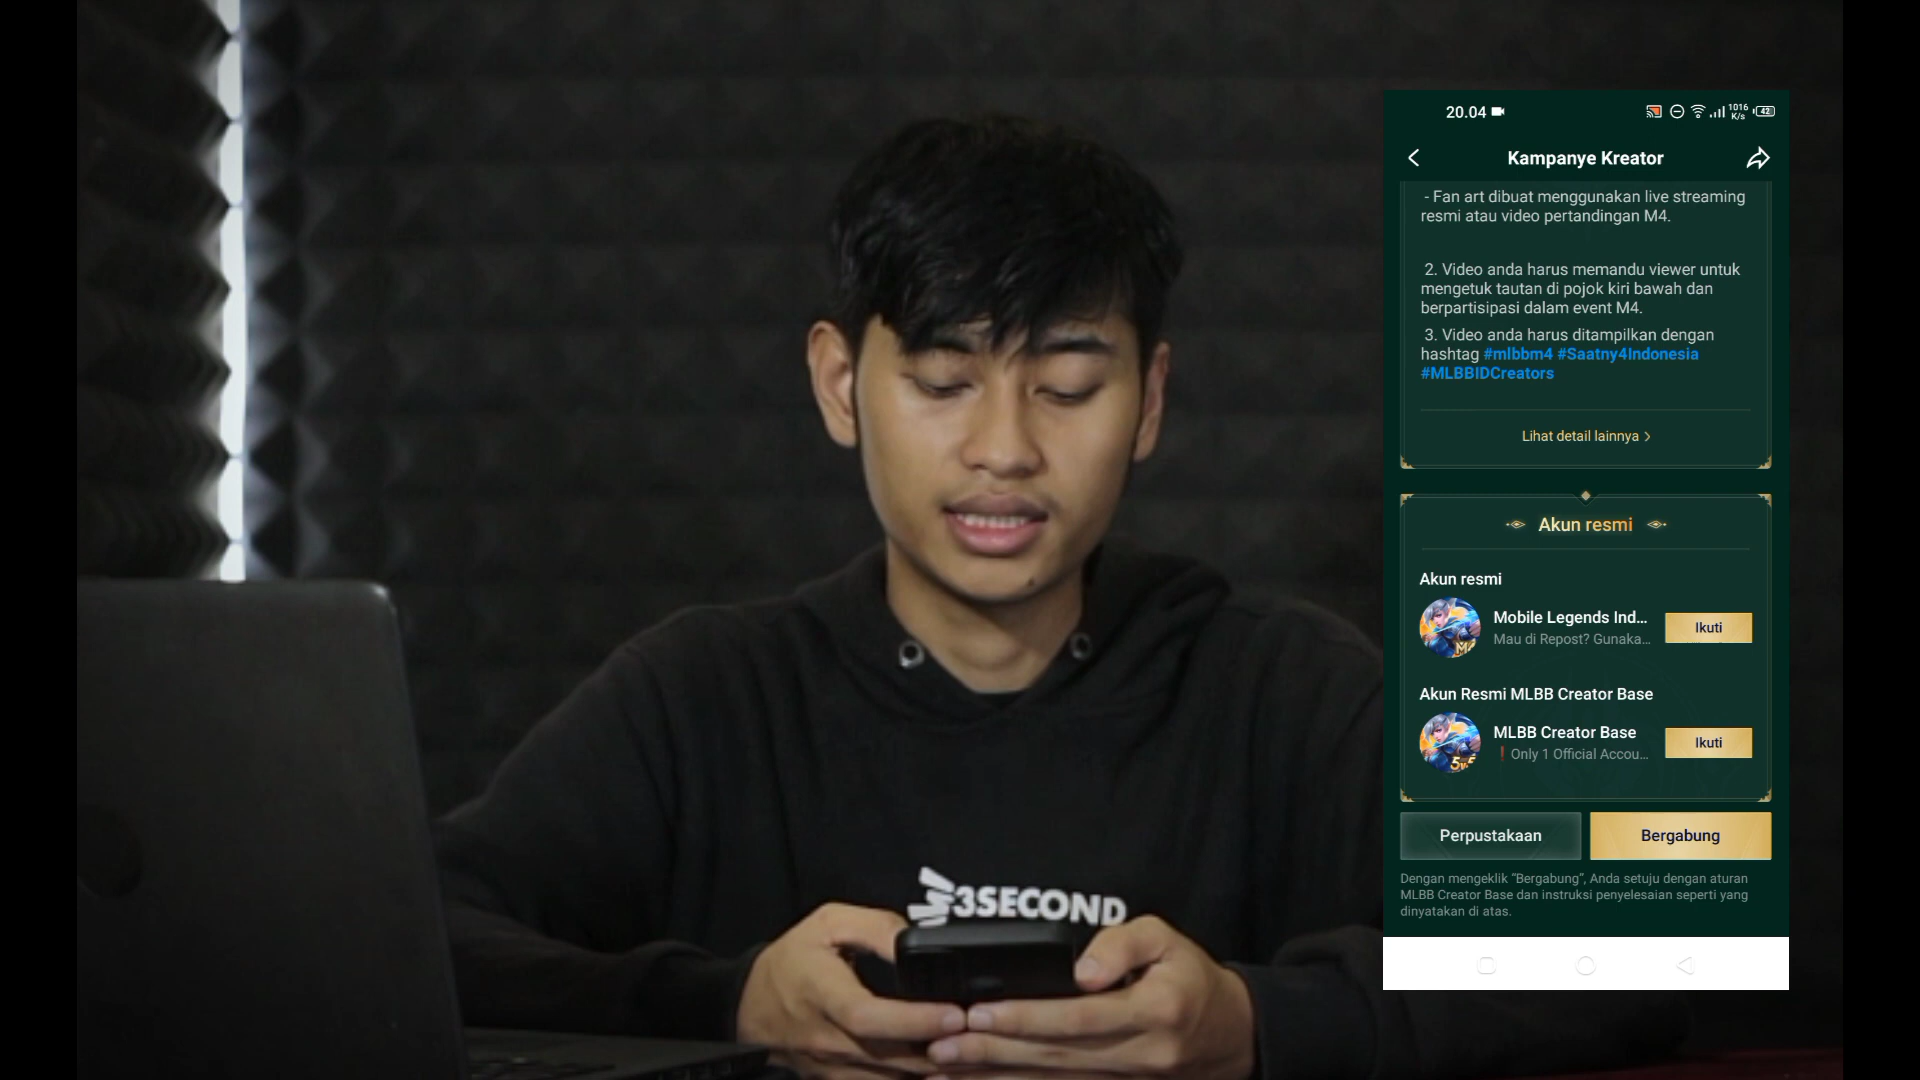 20.04
1016
K/s
42
Kampanye Kreator
- Fan art dibuat menggunakan live streaming
resmi atau video pertandingan M4.
2. Video anda harus memandu viewer untuk
mengetuk tautan di pojok kiri bawah dan
berpartisipasi dalam event M4.
3. Video anda harus ditampilkan dengan
hashtag #mlbbm4 #Saatny4Indonesia
#MLBBIDCreators
Lihat detail lainnya >
Akun resmi
Akun resmi
Mobile Legends Ind...
Mau di Repost? Gunaka...
Ikuti
Akun Resmi MLBB Creator Base
MLBB Creator Base
❗Only 1 Official Accou...
Ikuti
Perpustakaan
Bergabung
Dengan mengeklik "Bergabung", Anda setuju dengan aturan
MLBB Creator Base dan instruksi penyelesaian seperti yang
dinyatakan di atas.
3SECOND